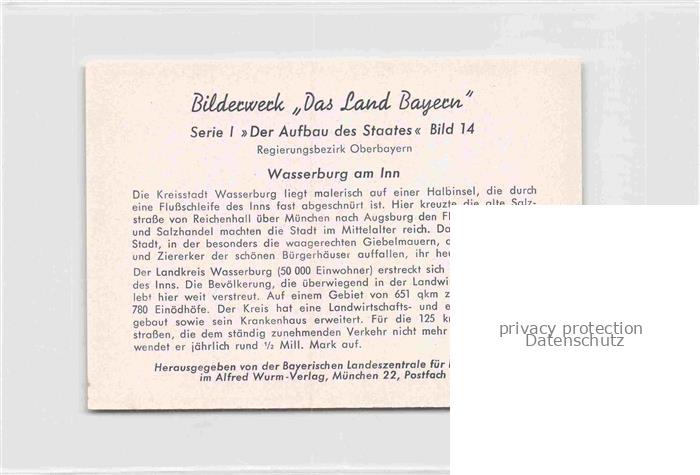 Bilderwerk „Das Land Bayern"
Serie I »Der Aufbau des Staates« Bild 14
Regierungsbezirk Oberbayern
Wasserburg am Inn
Die Kreisstadt Wasserburg liegt malerisch auf einer Halbinsel, die durch
eine Flußschleife des Inns fast abgeschnürt ist. Hier kreuzte die alte Salz-
straße von Reichenhall über München nach Augsburg den
und Salzhandel machten die Stadt im Mittelalter reich.
Stadt, in der besonders die waagerechten Giebelmauern,
und Ziererker der schönen Bürgerhäuser auffallen, ihr
Der Landkreis Wasserburg (50 000 Einwohner) erstreckt sich
des Inns. Die Bevölkerung, die überwiegend in der
lebt hier weit verstreut. Auf einem Gebiet von 651 qkm
780 Einödhöfe. Der Kreis hat eine Landwirtschafts- und
gebaut sowie sein Krankenhaus erweitert. Für die 125
straßen, die dem ständig zunehmenden Verkehr nicht mehr
wendet er jährlich rund ½ Mill. Mark auf.
Herausgegeben von der Bayerischen Landeszentrale für
im Alfred Wurm-Verlag, München 22, Postfach
privacy protection
Datenschutz